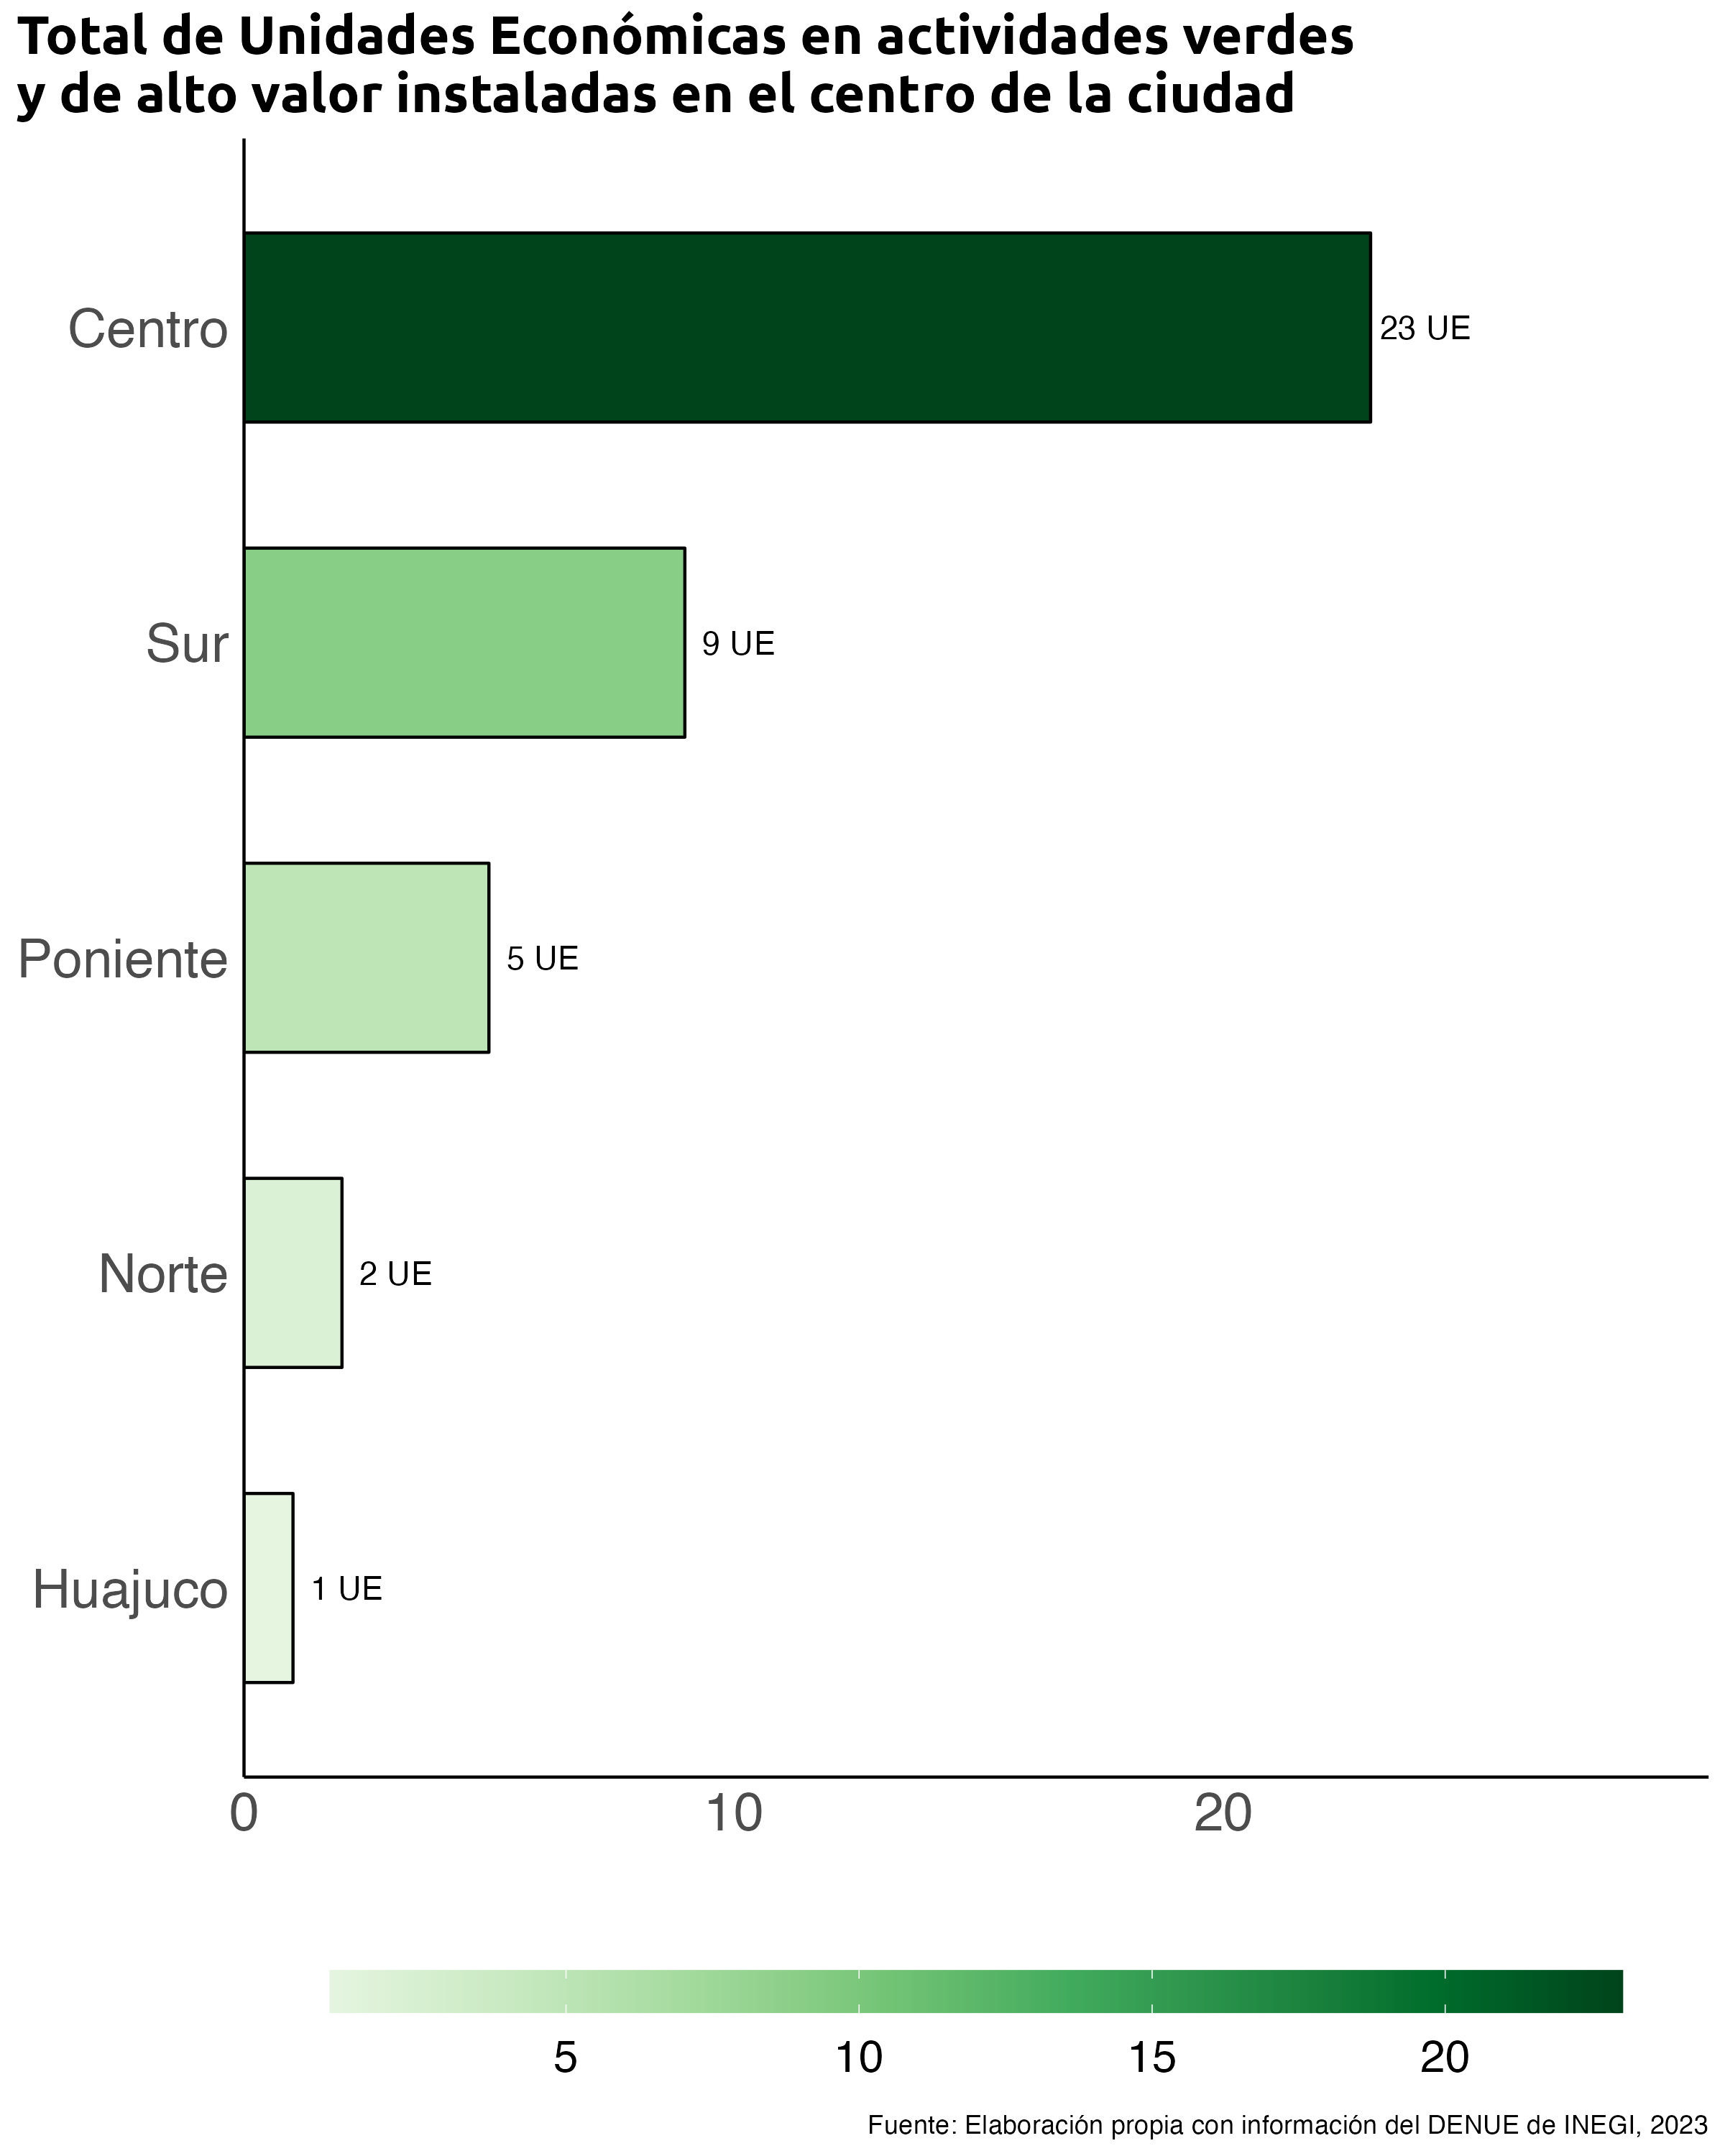 Total de Unidades Económicas en actividades verdes
y de alto valor instaladas en el centro de la ciudad
Centro
23 UE
Sur
9 UE
Poniente
5 UE
Norte
2 UE
Huajuco
1 UE
0 10 20
5 10 15 20
Fuente: Elaboración propia con información del DENUE de INEGI, 2023